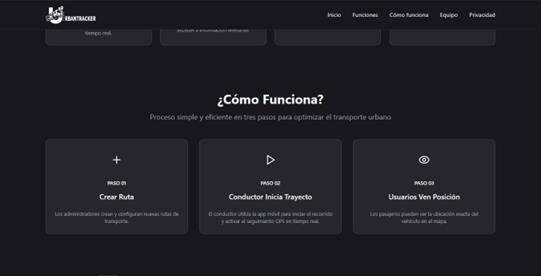 URBANTRACKER
Inicio Funciones Cómo funciona Equipo Privacidad
tiempo real.
acceder a información relevante.
¿Cómo Funciona?
Proceso simple y eficiente en tres pasos para optimizar el transporte urbano
PASO 01
Crear Ruta
Los administradores crean y configuran nuevas rutas de
transporte.
PASO 02
Conductor Inicia Trayecto
El conductor utiliza la app móvil para iniciar el recorrido
y activar el seguimiento GPS en tiempo real.
PASO 03
Usuarios Ven Posición
Los pasajeros pueden ver la ubicación exacta del
vehículo en el mapa.